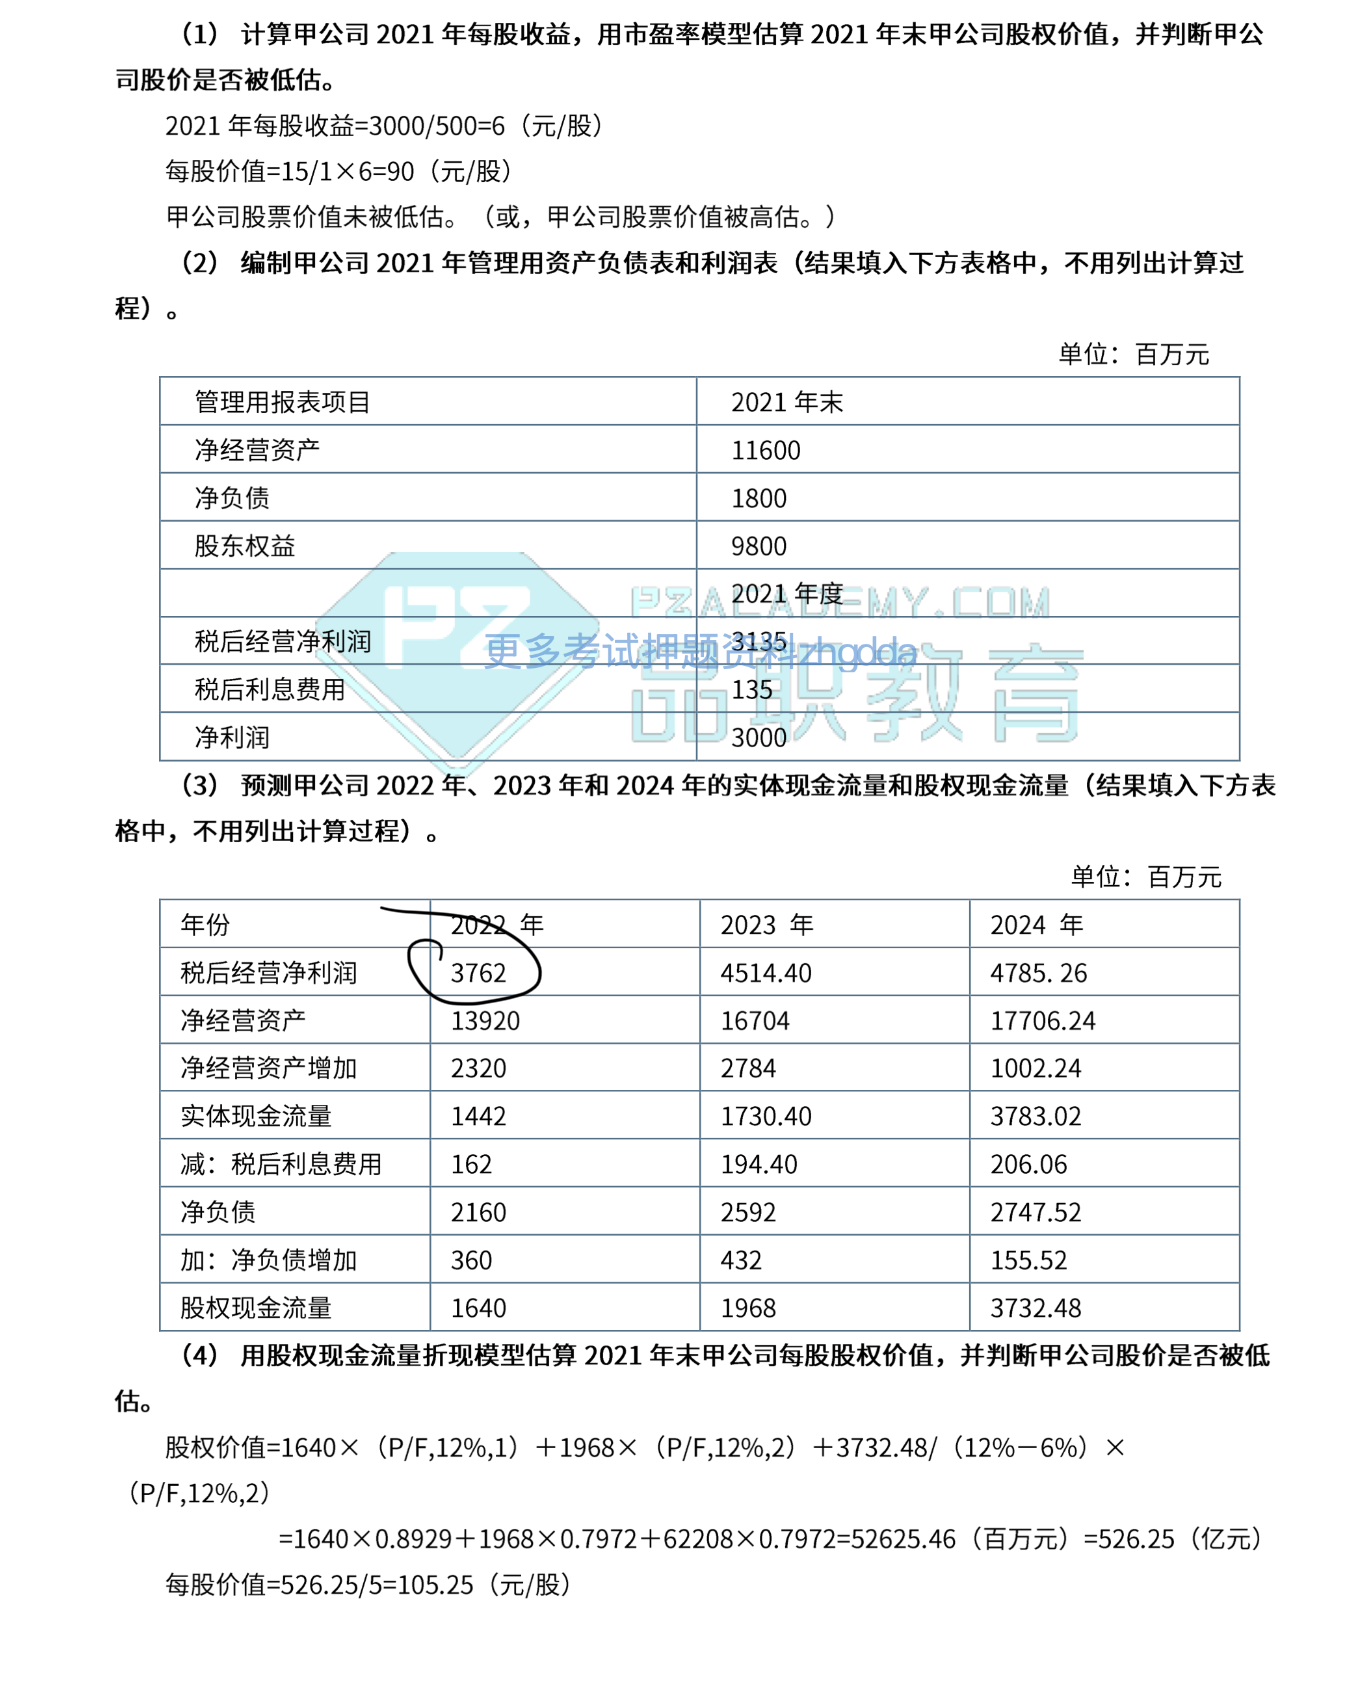 （1） 计算甲公司 2021 年每股收益，用市盈率模型估算 2021 年末甲公司股权价值，并判断甲公
司股价是否被低估。
2021 年每股收益=3000/500=6（元/股）
每股价值=15/1×6=90（元/股）
甲公司股票价值未被低估。（或，甲公司股票价值被高估。）
（2） 编制甲公司 2021 年管理用资产负债表和利润表（结果填入下方表格中，不用列出计算过
程）。
单位：百万元
管理用报表项目 2021 年末
净经营资产 11600
净负债 1800
股东权益 9800
2021 年度
PZ PZACADEMY.COM
税后经营净利润 3135
更多考试押题资料zhgdda
品职教育
税后利息费用 135
净利润 3000
（3） 预测甲公司 2022 年、2023 年和 2024 年的实体现金流量和股权现金流量（结果填入下方表
格中，不用列出计算过程）。
单位：百万元
年份 2022 年 2023 年 2024 年
税后经营净利润 3762 4514.40 4785. 26
净经营资产 13920 16704 17706.24
净经营资产增加 2320 2784 1002.24
实体现金流量 1442 1730.40 3783.02
减：税后利息费用 162 194.40 206.06
净负债 2160 2592 2747.52
加：净负债增加 360 432 155.52
股权现金流量 1640 1968 3732.48
（4） 用股权现金流量折现模型估算 2021 年末甲公司每股股权价值，并判断甲公司股价是否被低
估。
股权价值=1640×（P/F,12%,1）＋1968×（P/F,12%,2）＋3732.48/（12%－6%）×
（P/F,12%,2）
=1640×0.8929＋1968×0.7972＋62208×0.7972=52625.46（百万元）=526.25（亿元）
每股价值=526.25/5=105.25（元/股）